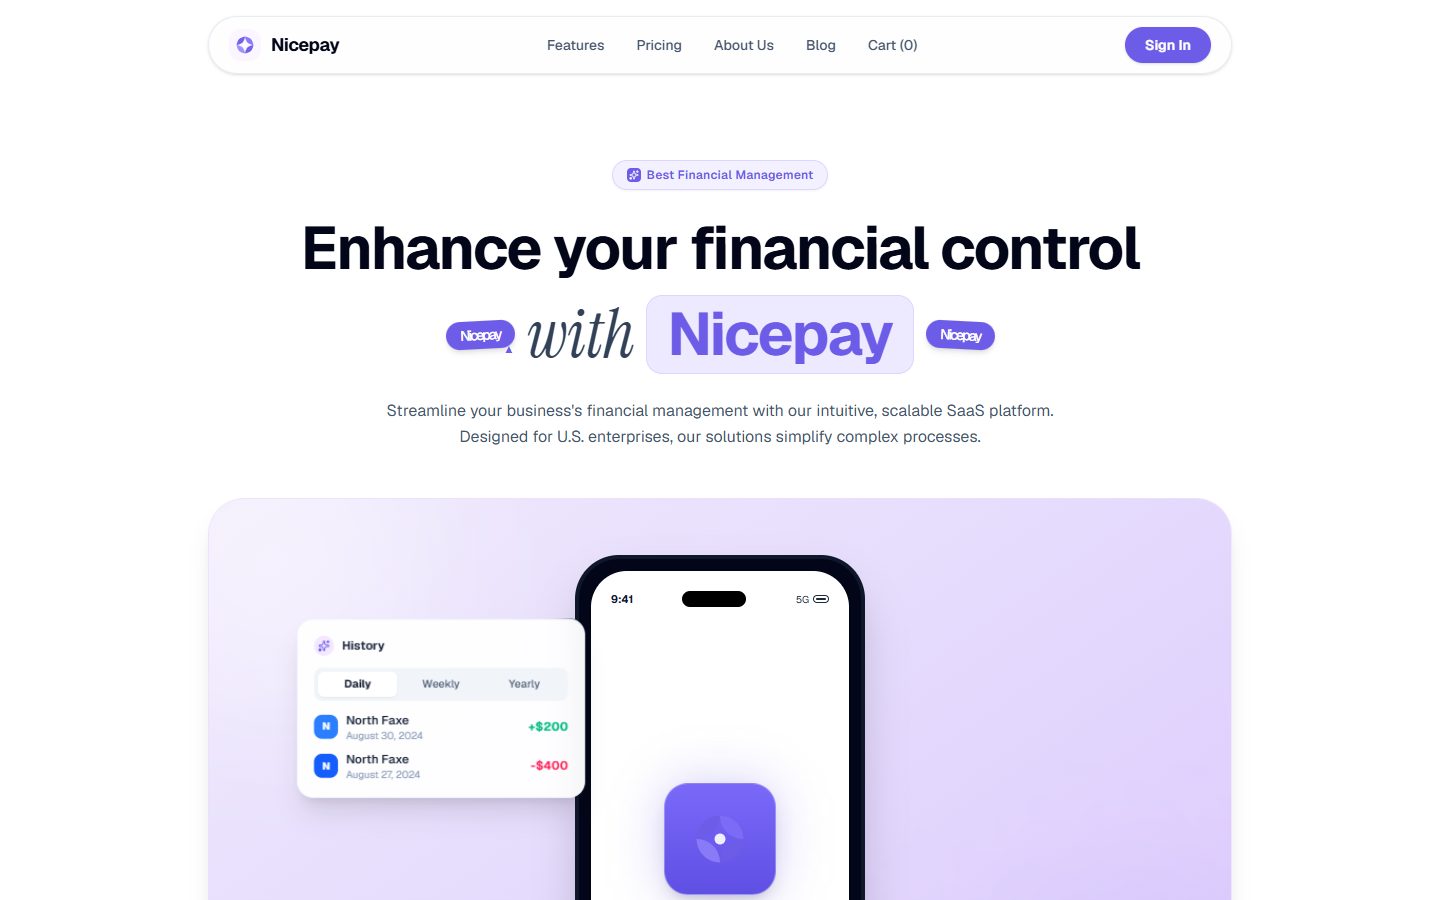 Nicepay
Features Pricing About Us Blog Cart (0)
Sign In
Best Financial Management
Enhance your financial control
Nicepay with Nicepay Nicepay
Streamline your business's financial management with our intuitive, scalable SaaS platform.
Designed for U.S. enterprises, our solutions simplify complex processes.
9:41 5G
History
Daily Weekly Yearly
N North Faxe +$200
August 30, 2024
N North Faxe -$400
August 27, 2024